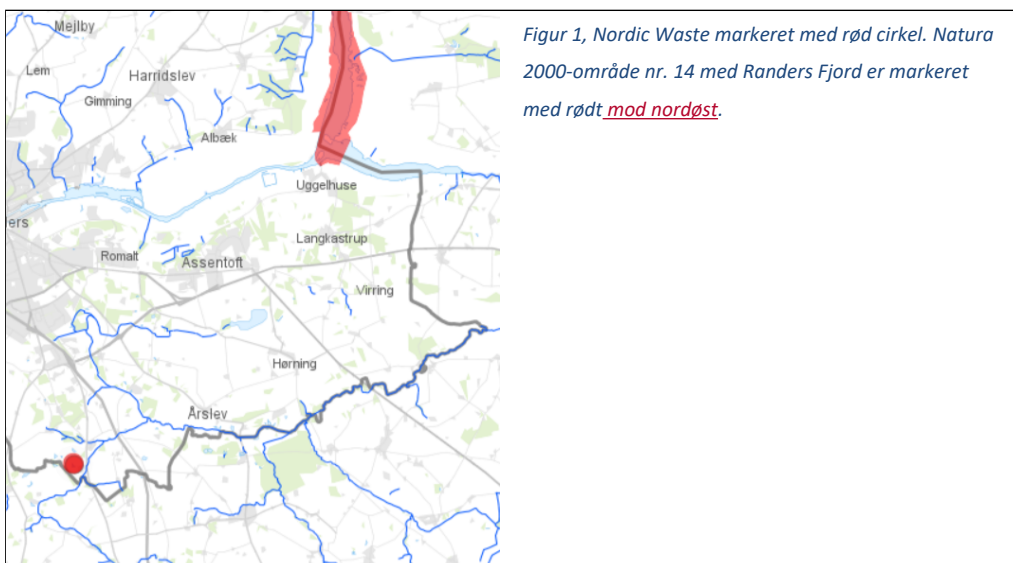 Mejlby
Lem
Harridslev
Gimming
Albæk
Uggelhuse
ers
Langkastrup
Romalt
Assentoft
Virring
Hørning
Årslev
Figur 1, Nordic Waste markeret med rød cirkel. Natura
2000-område nr. 14 med Randers Fjord er markeret
med rødt mod nordøst.